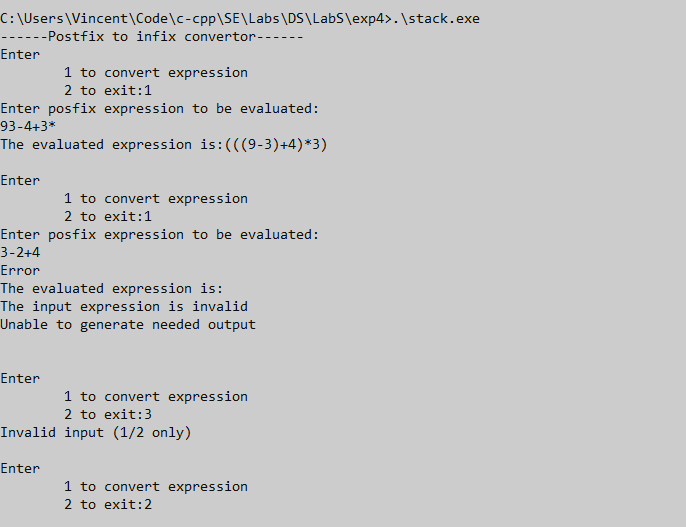 C:\Users\Vincent\Code\c-cpp\SE\Labs\DS\LabS\exp4>.\stack.exe
------Postfix to infix convertor------
Enter
        1 to convert expression
        2 to exit:1
Enter posfix expression to be evaluated:
93-4+3*
The evaluated expression is:(((9-3)+4)*3)

Enter
        1 to convert expression
        2 to exit:1
Enter posfix expression to be evaluated:
3-2+4
Error
The evaluated expression is:
The input expression is invalid
Unable to generate needed output


Enter
        1 to convert expression
        2 to exit:3
Invalid input (1/2 only)

Enter
        1 to convert expression
        2 to exit:2